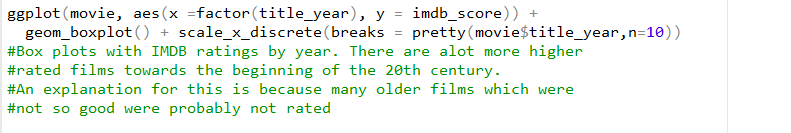 ggplot(movie, aes(x =factor(title_year), y = imdb_score)) +
  geom_boxplot() + scale_x_discrete(breaks = pretty(movie$title_year,n=10))
#Box plots with IMDB ratings by year. There are alot more higher
#rated films towards the beginning of the 20th century.
#An explanation for this is because many older films which were
#not so good were probably not rated